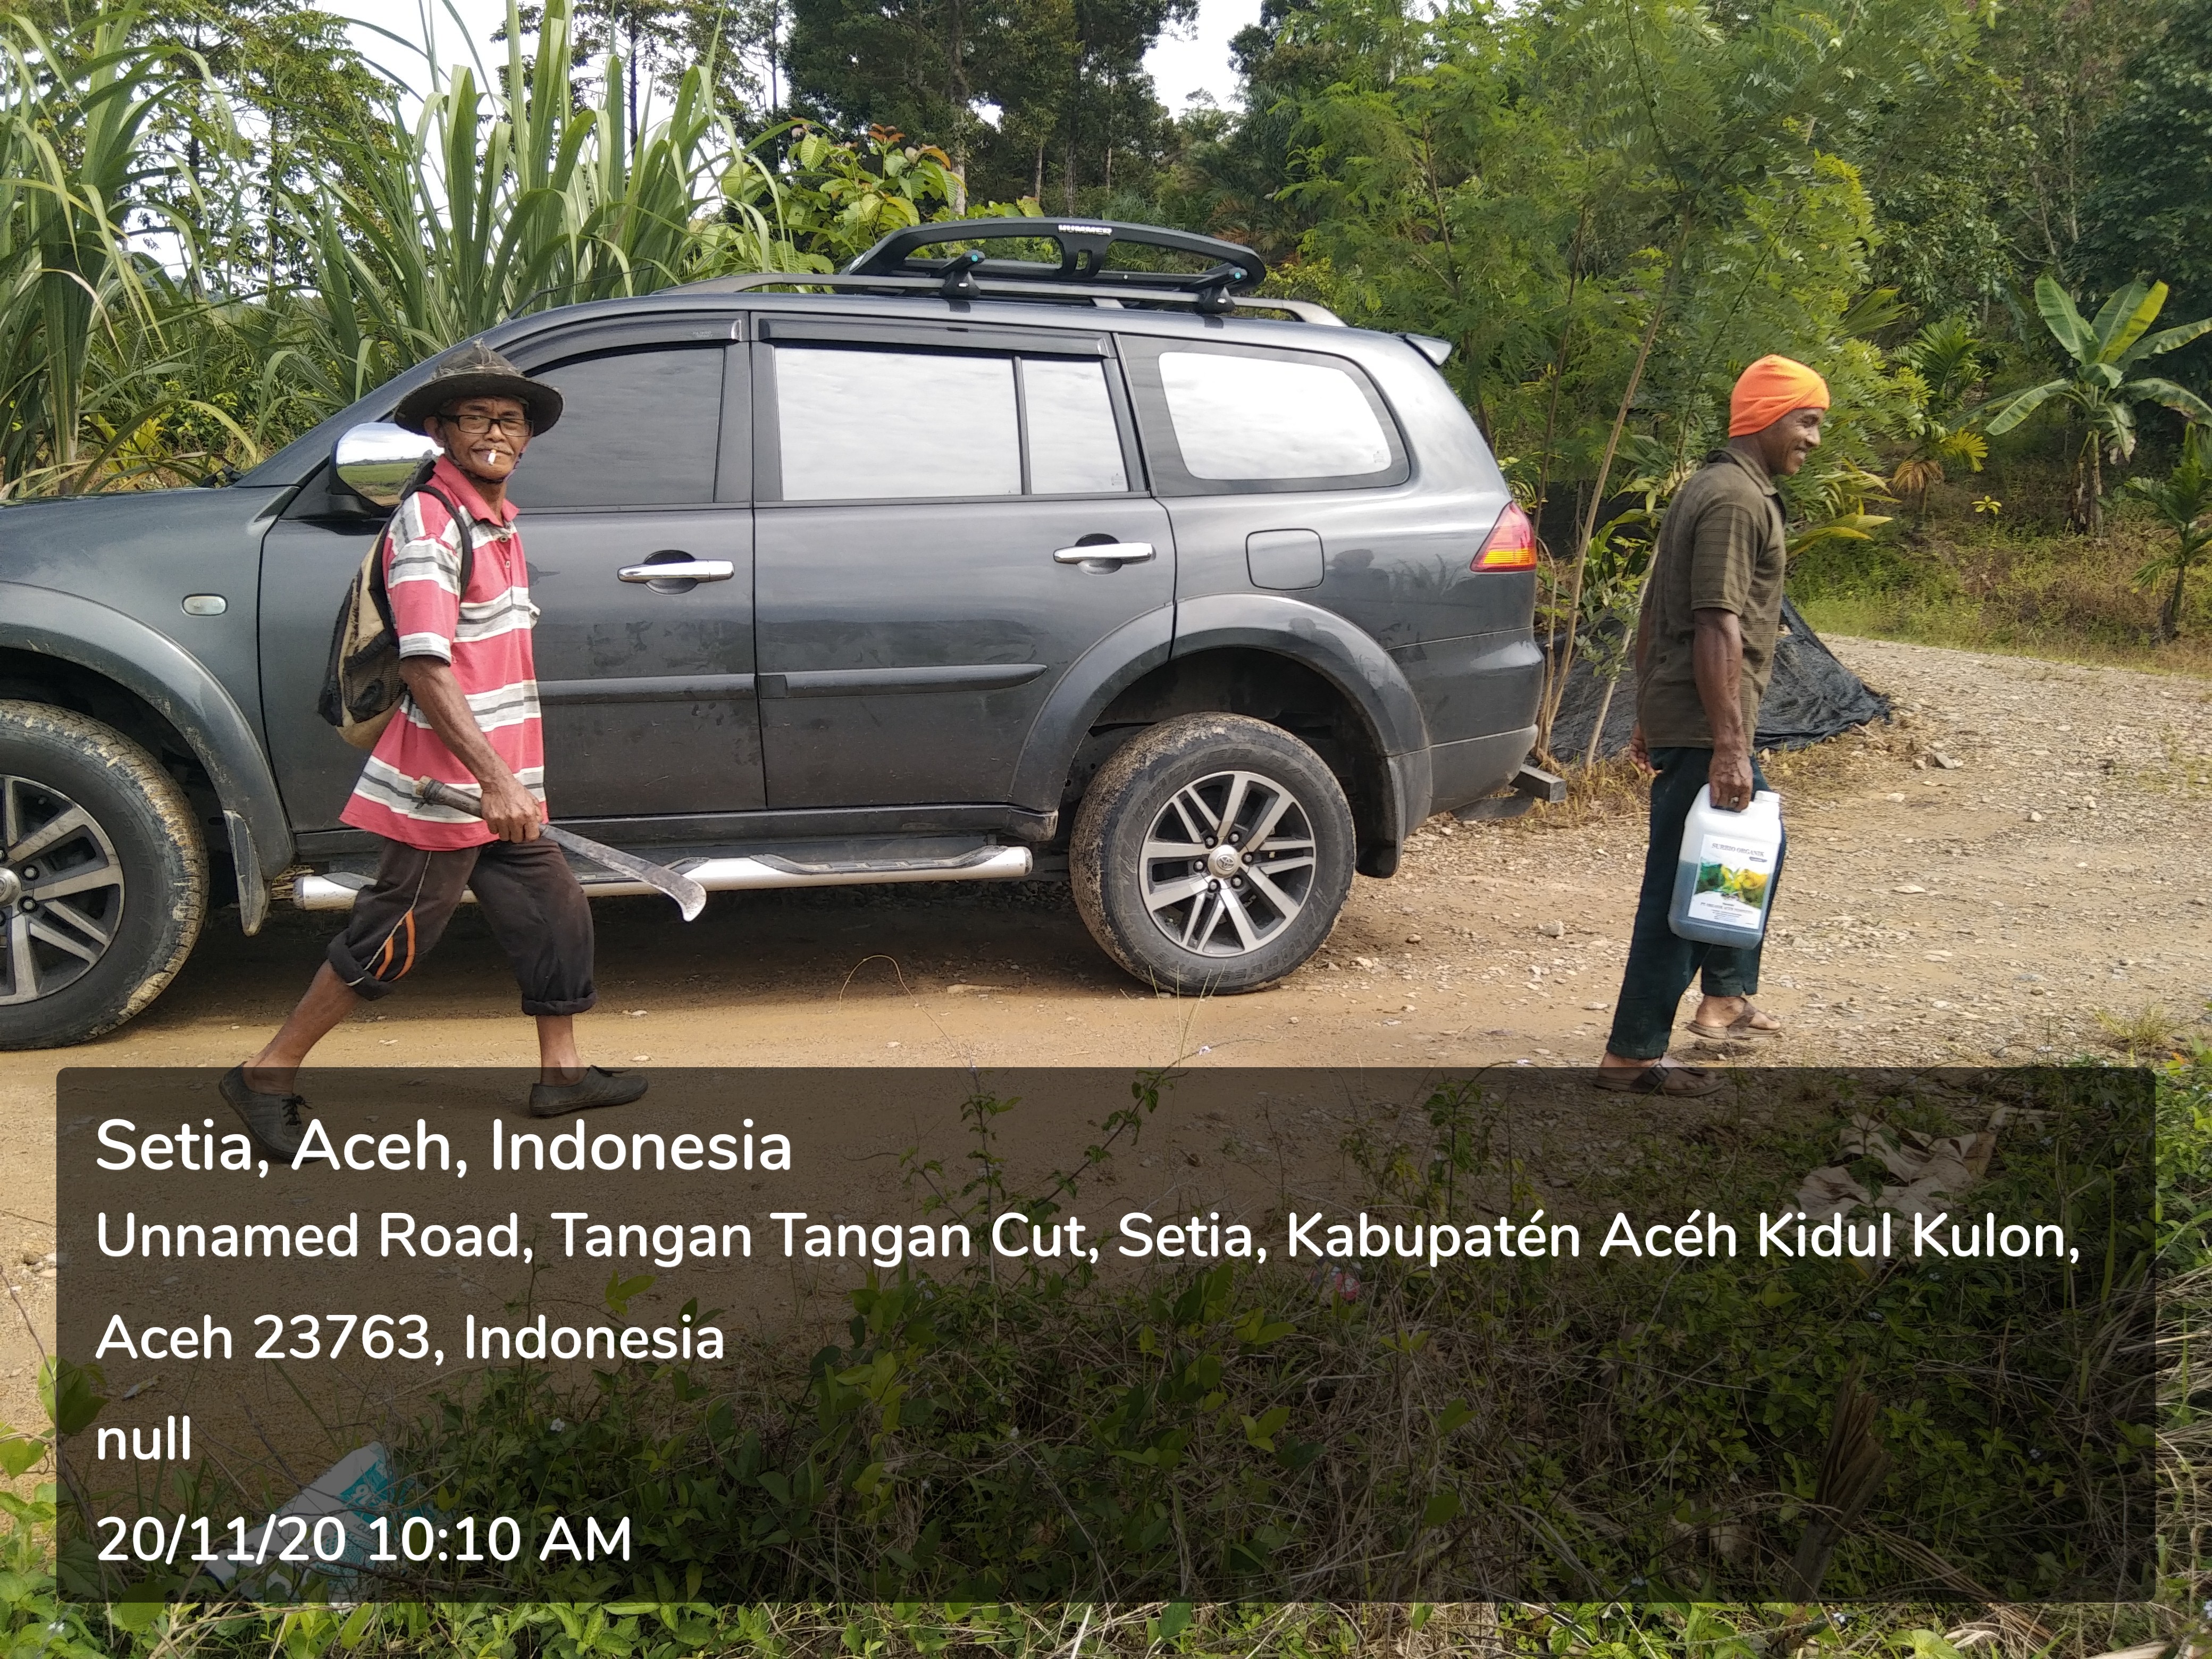 HUMMER
Setia, Aceh, Indonesia
Unnamed Road, Tangan Tangan Cut, Setia, Kabupatén Acéh Kidul Kulon,
Aceh 23763, Indonesia
null
20/11/20 10:10 AM